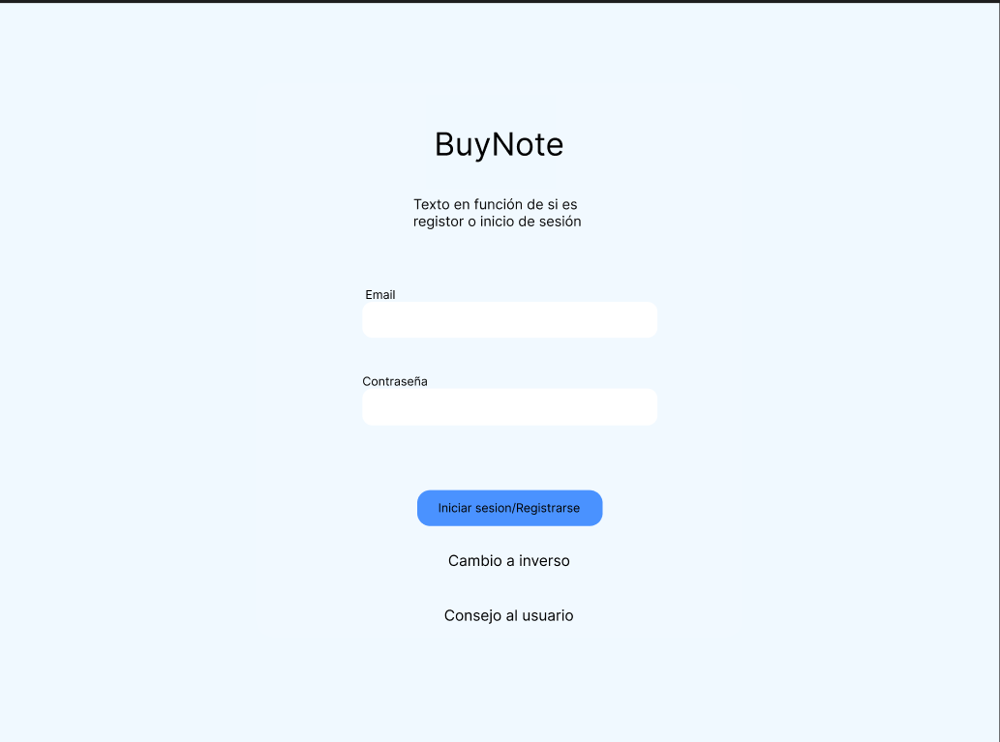 BuyNote
Texto en función de si es
registor o inicio de sesión
Email
Contraseña
Iniciar sesion/Registrarse
Cambio a inverso
Consejo al usuario